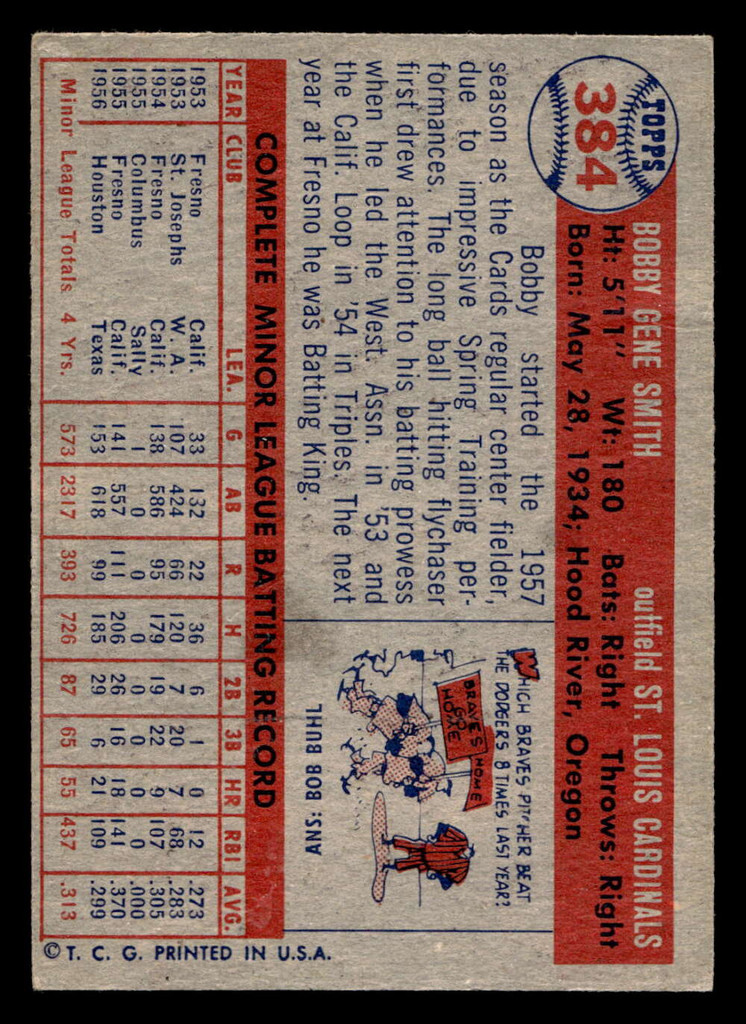 TOPPS
384
BOBBY GENE SMITH outfield ST. LOUIS CARDINALS
Ht: 5'11" Wt: 180 Bats: Right Throws: Right
Born: May 28, 1934; Hood River, Oregon
Bobby started the 1957
season as the Cards regular center fielder,
due to impressive Spring Training per-
formances. The long ball hitting flychaser
first drew attention to his batting prowess
when he led the West. Assn. in '53 and
the Calif. Loop in '54 in Triples. The next
year at Fresno he was Batting King.
WHICH BRAVES PITCHER BEAT
THE DODGERS 8 TIMES LAST YEAR?
BRAVES
GO
HOME
HOME
ANS: BOB BUHL
COMPLETE MINOR LEAGUE BATTING RECORD
YEAR CLUB LEA. G AB R H 2B 3B HR RBI AVG.
1953 Fresno Calif. 33 132 22 36 6 1 0 12 .273
1953 St. Josephs W. A. 107 424 66 120 7 20 7 68 .283
1954 Fresno Calif. 138 586 95 179 19 22 9 107 .305
1955 Columbus Sally 1 0 0 0 0 0 0 0 .000
1955 Fresno Calif. 141 557 111 206 26 16 18 141 .370
1956 Houston Texas 153 618 99 185 29 6 21 109 .299
Minor League Totals 4 Yrs. 573 2317 393 726 87 65 55 437 .313
© T. C. G. PRINTED IN U.S.A.